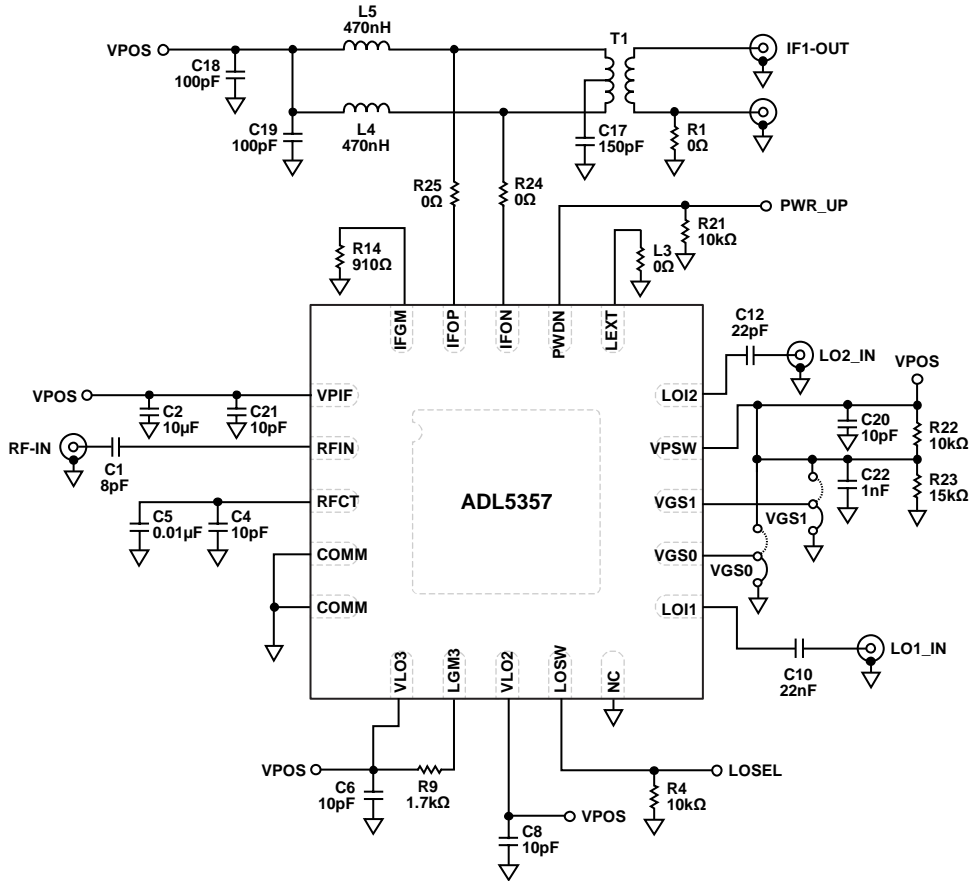 L5
470nH
VPOS
T1
IF1-OUT
C18
100pF
C19
100pF
L4
470nH
C17
150pF
R1
0Ω
R25
0Ω
R24
0Ω
PWR_UP
R21
10kΩ
R14
910Ω
L3
0Ω
IFGM
IFOP
IFON
PWDN
LEXT
C12
22pF
LO2_IN
VPOS
VPOS
C2
10µF
C21
10pF
VPIF
LOI2
C20
10pF
R22
10kΩ
RF-IN
C1
8pF
RFIN
VPSW
C22
1nF
R23
15kΩ
C5
0.01µF
C4
10pF
RFCT
ADL5357
VGS1
VGS1
COMM
VGS0
VGS0
COMM
LOI1
LO1_IN
C10
22nF
VLO3
LGM3
VLO2
LOSW
NC
VPOS
C6
10pF
R9
1.7kΩ
LOSEL
R4
10kΩ
VPOS
C8
10pF